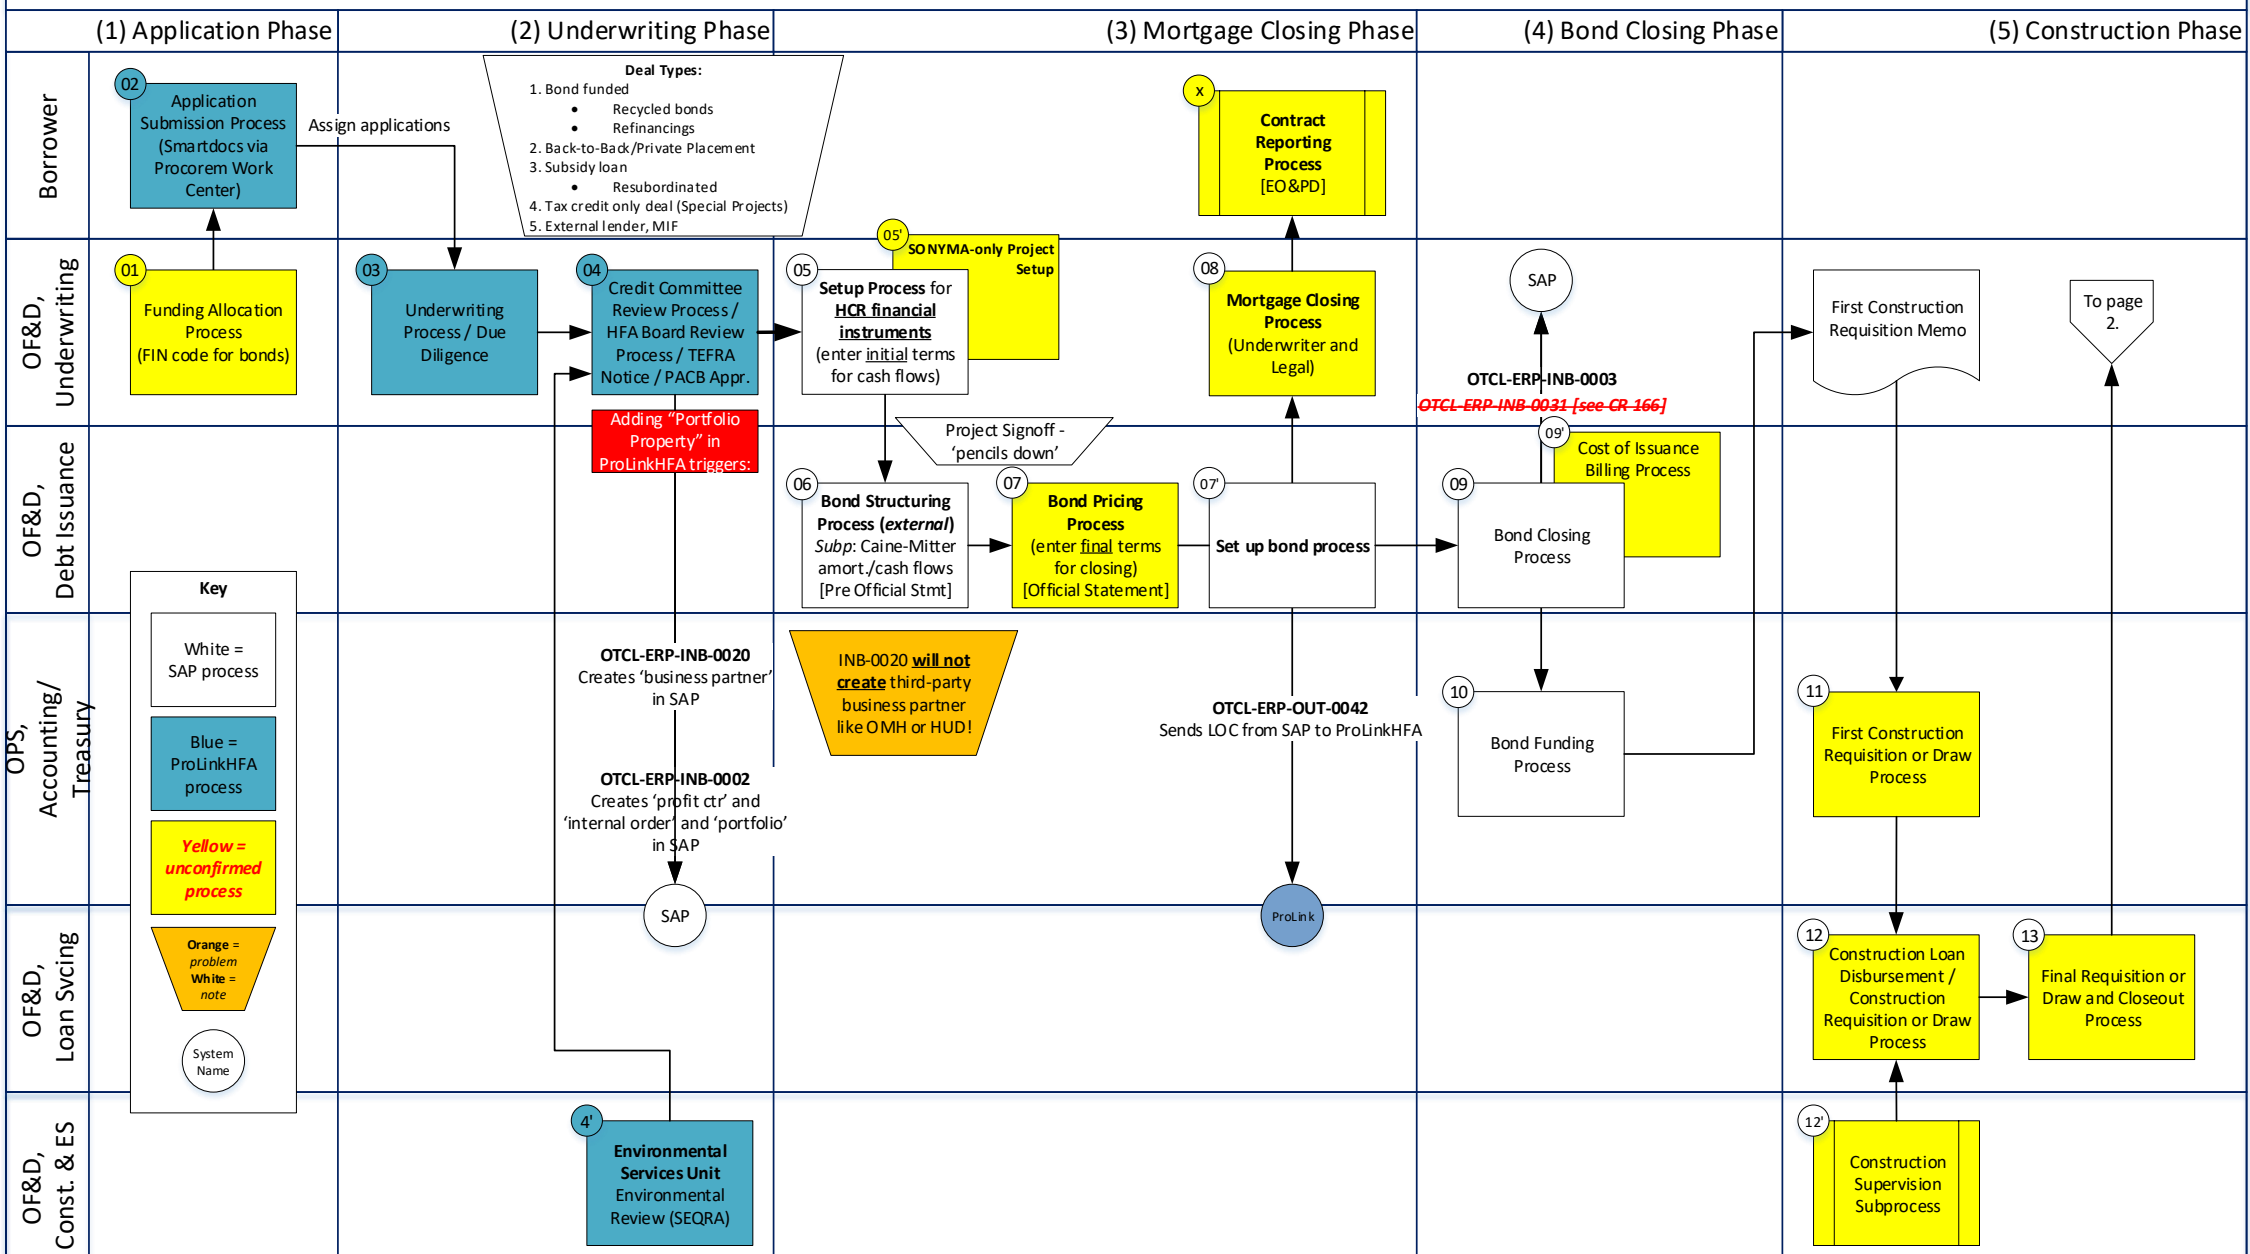 (1) Application Phase
(2) Underwriting Phase
(3) Mortgage Closing Phase
(4) Bond Closing Phase
(5) Construction Phase
Borrower
02
Application
Submission Process
(Smartdocs via
Procorem Work
Center)
Assign applications
Deal Types:
1. Bond funded
• Recycled bonds
• Refinancings
2. Back-to-Back/Private Placement
3. Subsidy loan
• Resubordinated
4. Tax credit only deal (Special Projects)
5. External lender, MIF
x
Contract
Reporting
Process
[EO&PD]
OF&D,
Underwriting
01
Funding Allocation
Process
(FIN code for bonds)
03
Underwriting
Process / Due
Diligence
04
Credit Committee
Review Process /
HFA Board Review
Process / TEFRA
Notice / PACB Appr.
Adding “Portfolio
Property” in
ProLinkHFA triggers:
05'
SONYMA-only Project
Setup
05
Setup Process for
HCR financial
instruments
(enter initial terms
for cash flows)
08
Mortgage Closing
Process
(Underwriter and
Legal)
SAP
OTCL-ERP-INB-0003
OTCL-ERP-INB-0031 [see CR 166]
First Construction
Requisition Memo
To page
2.
OF&D,
Debt Issuance
Project Signoff -
‘pencils down’
06
Bond Structuring
Process (external)
Subp: Caine-Mitter
amort./cash flows
[Pre Official Stmt]
07
Bond Pricing
Process
(enter final terms
for closing)
[Official Statement]
07'
Set up bond process
09'
Cost of Issuance
Billing Process
09
Bond Closing
Process
Key
White =
SAP process
Blue =
ProLinkHFA
process
Yellow =
unconfirmed
process
Orange =
problem
White =
note
System
Name
OPS,
Accounting/
Treasury
OTCL-ERP-INB-0020
Creates ‘business partner’
in SAP
OTCL-ERP-INB-0002
Creates ‘profit ctr’ and
‘internal order’ and ‘portfolio’
in SAP
SAP
INB-0020 will not
create third-party
business partner
like OMH or HUD!
OTCL-ERP-OUT-0042
Sends LOC from SAP to ProLinkHFA
ProLink
10
Bond Funding
Process
11
First Construction
Requisition or Draw
Process
OF&D,
Loan Svcing
12
Construction Loan
Disbursement /
Construction
Requisition or Draw
Process
13
Final Requisition or
Draw and Closeout
Process
OF&D,
Const. & ES
4'
Environmental
Services Unit
Environmental
Review (SEQRA)
12'
Construction
Supervision
Subprocess